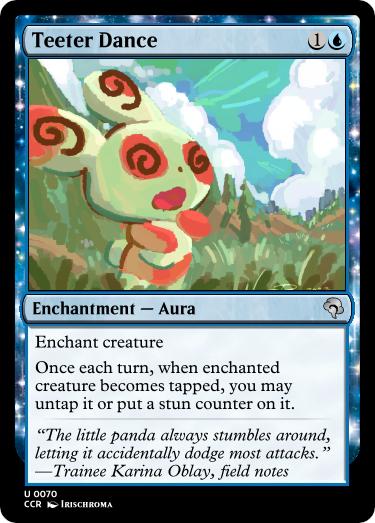 Teeter Dance 1
Enchantment — Aura
Enchant creature
Once each turn, when enchanted
creature becomes tapped, you may
untap it or put a stun counter on it.
“The little panda always stumbles around,
letting it accidentally dodge most attacks.”
—Trainee Karina Oblay, field notes
U 0070
CCR Irischroma